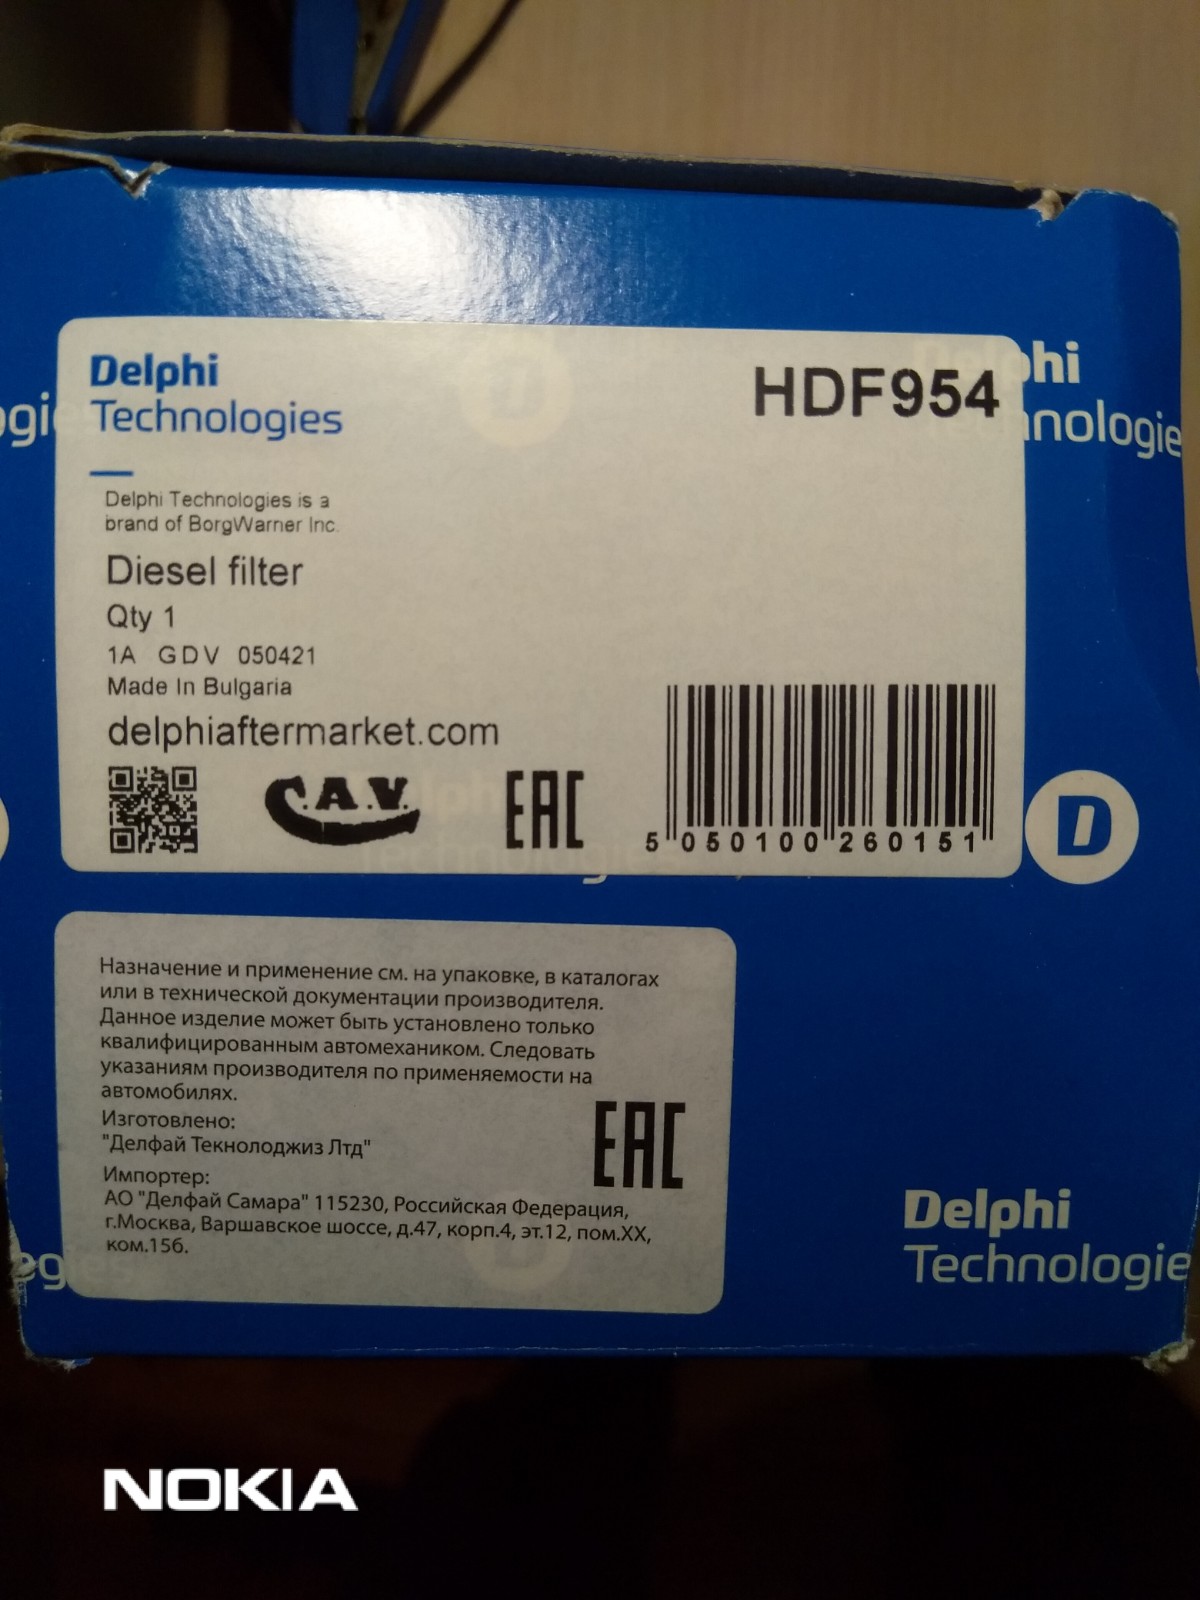 Delphi
Technologies
HDF954
Delphi Technologies is a
brand of BorgWarner Inc.
Diesel filter
Qty 1
1A GDV 050421
Made In Bulgaria
delphiaftermarket.com
C.A.V.
EAC
5 050100 260151
D
Назначение и применение см. на упаковке, в каталогах
или в технической документации производителя.
Данное изделие может быть установлено только
квалифицированным автомехаником. Следовать
указаниям производителя по применяемости на
автомобилях.
Изготовлено:
"Делфай Текнолоджиз Лтд"
Импортер:
АО "Делфай Самара" 115230, Российская Федерация,
г.Москва, Варшавское шоссе, д.47, корп.4, эт.12, пом.XX,
ком.15б.
EAC
Delphi
Technologie
NOKIA